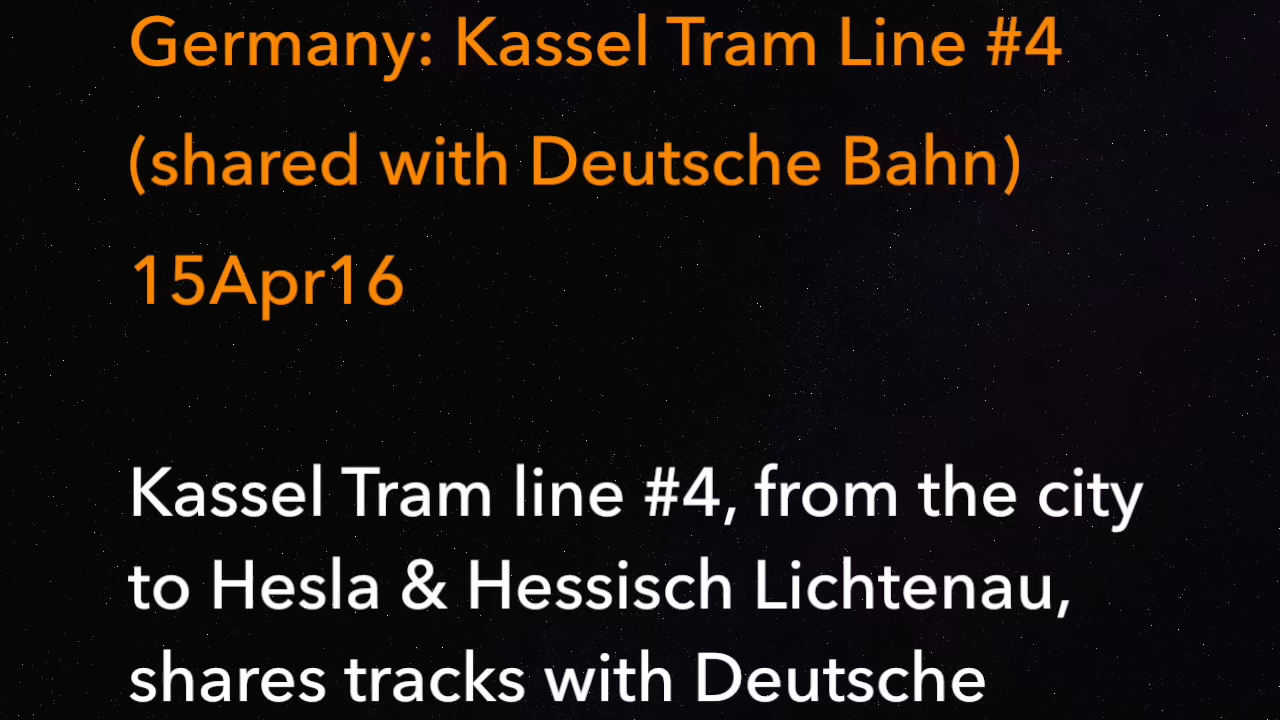 Germany: Kassel Tram Line #4
(shared with Deutsche Bahn)
15Apr16
Kassel Tram line #4, from the city
to Hesla & Hessisch Lichtenau,
shares tracks with Deutsche